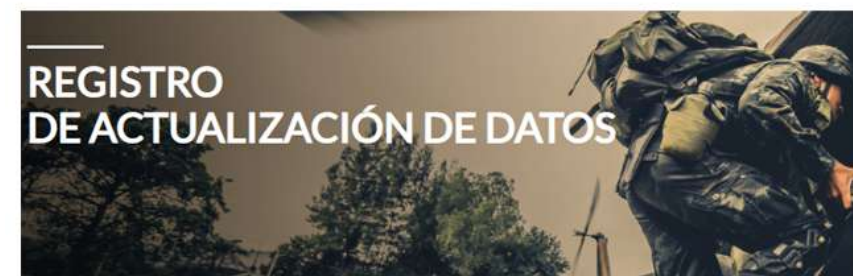 REGISTRO
DE ACTUALIZACIÓN DE DATOS